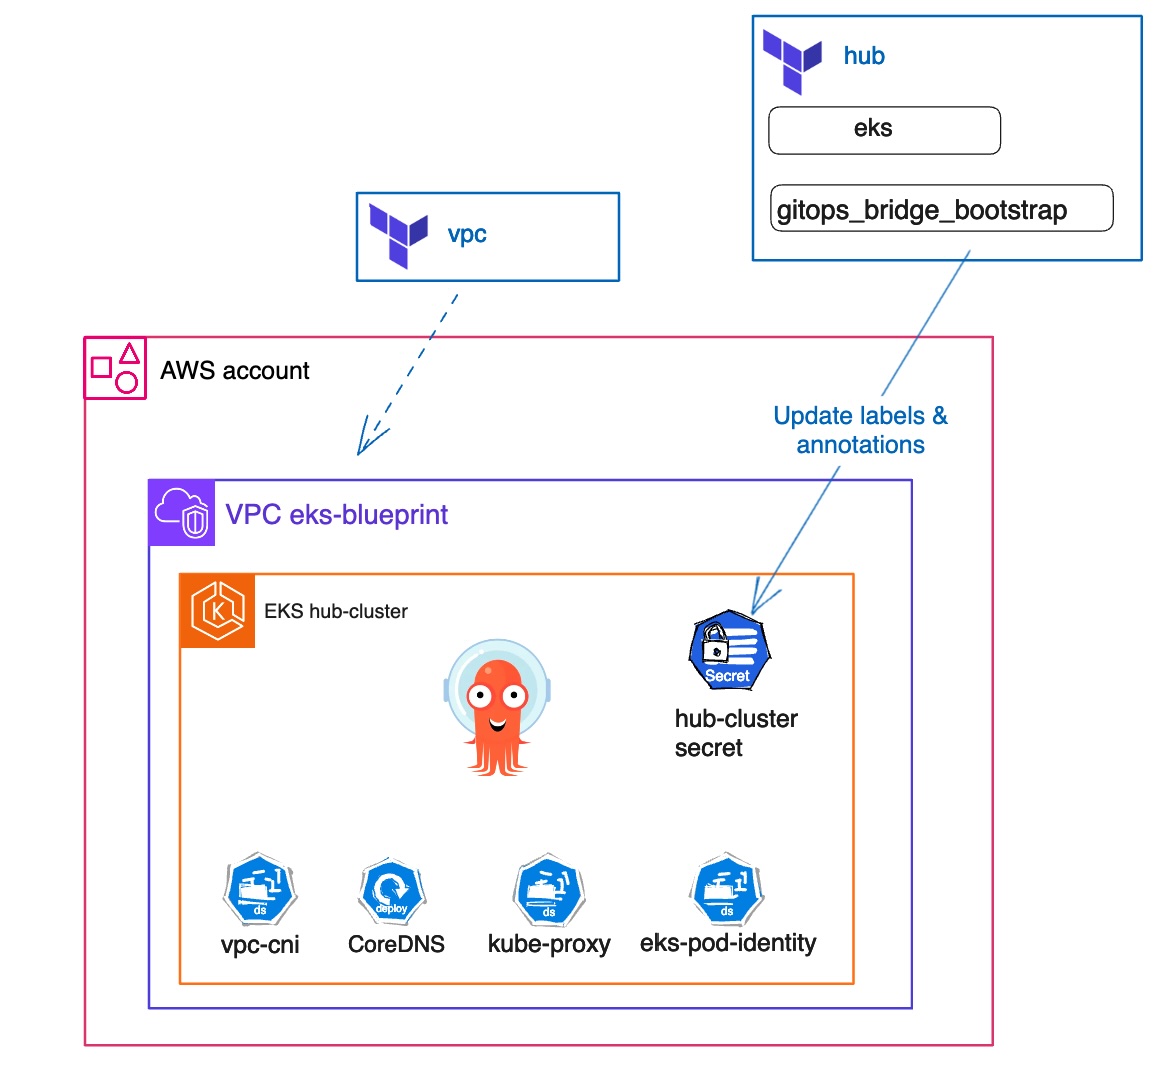 hub
eks
gitops_bridge_bootstrap
vpc
AWS account
Update labels &
annotations
VPC eks-blueprint
K
EKS hub-cluster
Secret
hub-cluster
secret
ds
deploy
ds
ds
vpc-cni
CoreDNS
kube-proxy
eks-pod-identity